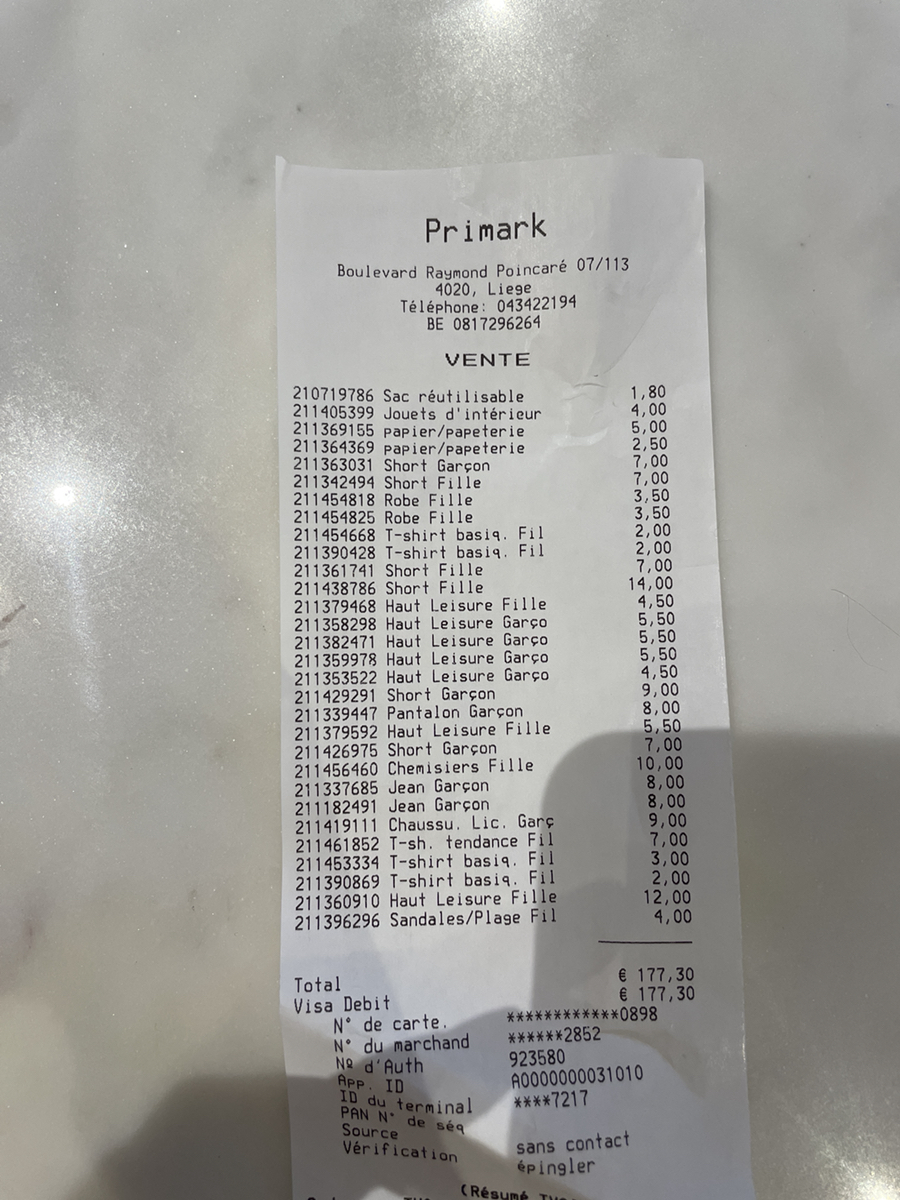 Primark
Boulevard Raymond Poincaré 07/113
4020, Liege
Téléphone: 043422194
BE 0817296264
VENTE
210719786 Sac réutilisable 1,80
211405399 Jouets d'intérieur 4,00
211369155 papier/papeterie 5,00
211364369 papier/papeterie 2,50
211363031 Short Garçon 7,00
211342494 Short Fille 7,00
211454818 Robe Fille 3,50
211454825 Robe Fille 3,50
211454668 T-shirt basiq. Fil 2,00
211390428 T-shirt basiq. Fil 2,00
211361741 Short Fille 7,00
211438786 Short Fille 14,00
211379468 Haut Leisure Fille 4,50
211358298 Haut Leisure Garço 5,50
211382471 Haut Leisure Garço 5,50
211359978 Haut Leisure Garço 5,50
211353522 Haut Leisure Garço 4,50
211429291 Short Garçon 9,00
211339447 Pantalon Garçon 8,00
211379592 Haut Leisure Fille 5,50
211426975 Short Garçon 7,00
211456460 Chemisiers Fille 10,00
211337685 Jean Garçon 8,00
211182491 Jean Garçon 8,00
211419111 Chaussu. Lic. Garç 9,00
211461852 T-sh. tendance Fil 7,00
211453334 T-shirt basiq. Fil 3,00
211390869 T-shirt basiq. Fil 2,00
211360910 Haut Leisure Fille 12,00
211396296 Sandales/Plage Fil 4,00
Total € 177,30
Visa Debit € 177,30
N° de carte. ************0898
N° du marchand ******2852
Nº d'Auth 923580
App. ID A0000000031010
ID du terminal ****7217
PAN N° de séq
Source sans contact
Vérification épingler
(Résumé